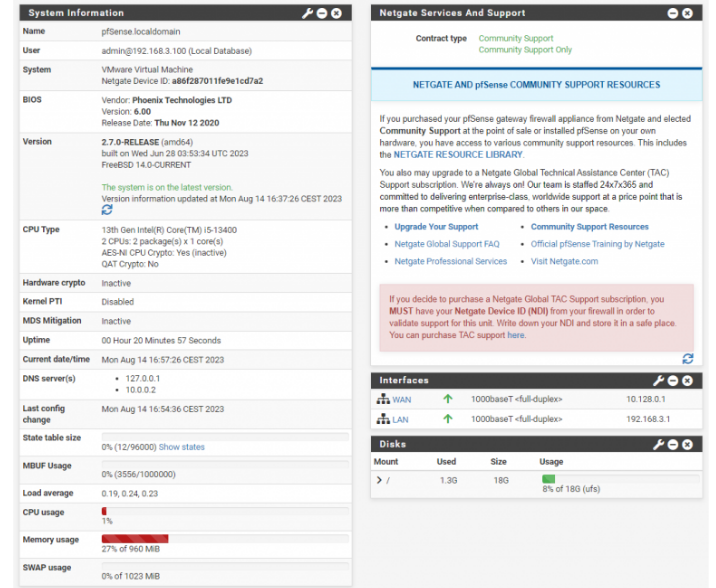 System Information
Name pfSense.localdomain
User admin@192.168.3.100 (Local Database)
System VMware Virtual Machine
Netgate Device ID: a86f287011fe9e1cd7a2
BIOS Vendor: Phoenix Technologies LTD
Version: 6.00
Release Date: Thu Nov 12 2020
Version 2.7.0-RELEASE (amd64)
built on Wed Jun 28 03:53:34 UTC 2023
FreeBSD 14.0-CURRENT
The system is on the latest version.
Version information updated at Mon Aug 14 16:37:26 CEST 2023
CPU Type 13th Gen Intel(R) Core(TM) i5-13400
2 CPUs: 2 package(s) x 1 core(s)
AES-NI CPU Crypto: Yes (inactive)
QAT Crypto: No
Hardware crypto Inactive
Kernel PTI Disabled
MDS Mitigation Inactive
Uptime 00 Hour 20 Minutes 57 Seconds
Current date/time Mon Aug 14 16:57:26 CEST 2023
DNS server(s) • 127.0.0.1
• 10.0.0.2
Last config change Mon Aug 14 16:54:36 CEST 2023
State table size
0% (12/96000) Show states
MBUF Usage
0% (3556/1000000)
Load average 0.19, 0.24, 0.23
CPU usage
1%
Memory usage
27% of 960 MiB
SWAP usage
0% of 1023 MiB
Netgate Services And Support
Contract type Community Support
Community Support Only
NETGATE AND pfSense COMMUNITY SUPPORT RESOURCES
If you purchased your pfSense gateway firewall appliance from Netgate and elected
Community Support at the point of sale or installed pfSense on your own
hardware, you have access to various community support resources. This includes
the NETGATE RESOURCE LIBRARY.
You also may upgrade to a Netgate Global Technical Assistance Center (TAC)
Support subscription. We're always on! Our team is staffed 24x7x365 and
committed to delivering enterprise-class, worldwide support at a price point that is
more than competitive when compared to others in our space.
• Upgrade Your Support • Community Support Resources
• Netgate Global Support FAQ • Official pfSense Training by Netgate
• Netgate Professional Services • Visit Netgate.com
If you decide to purchase a Netgate Global TAC Support subscription, you
MUST have your Netgate Device ID (NDI) from your firewall in order to
validate support for this unit. Write down your NDI and store it in a safe place.
You can purchase TAC support here.
Interfaces
WAN 1000baseT <full-duplex> 10.128.0.1
LAN 1000baseT <full-duplex> 192.168.3.1
Disks
Mount Used Size Usage
/ 1.3G 18G
8% of 18G (ufs)